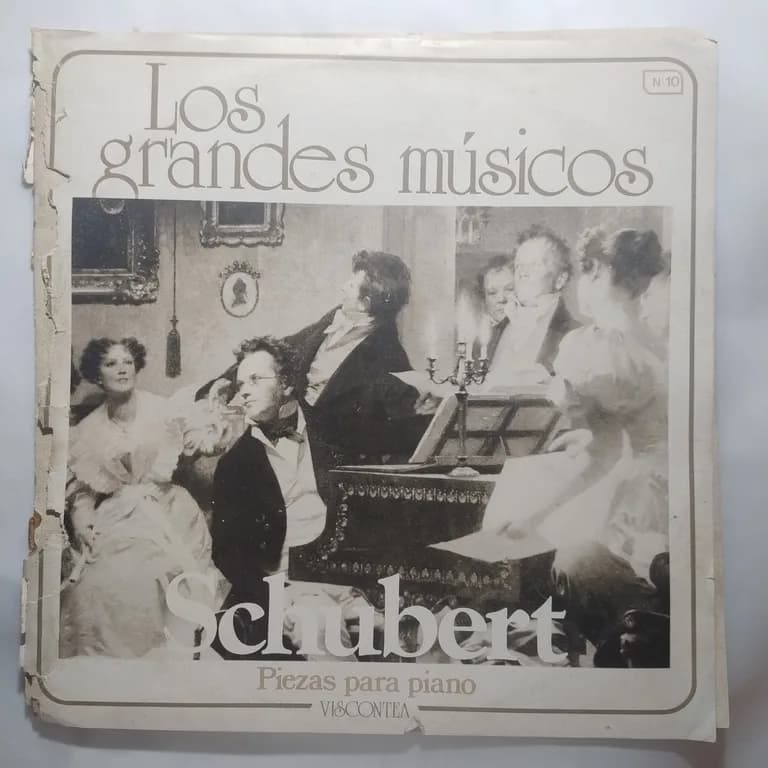 Nº 10
Los
grandes músicos
Schubert
Piezas para piano
VISCONTEA